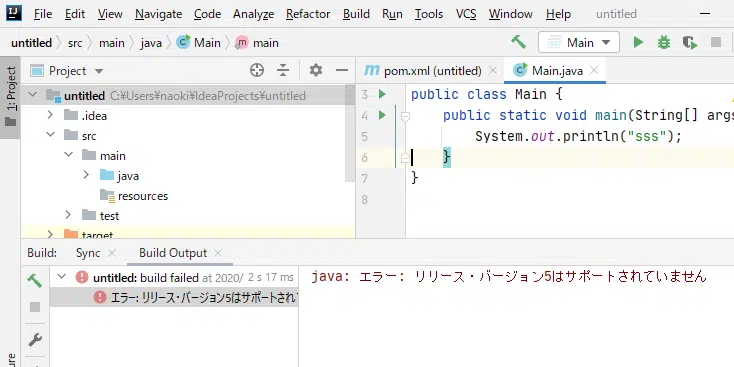 File Edit View Navigate Code Analyze Refactor Build Run Tools VCS Window Help untitled
untitled src main java Main main
Main
1: Project
Project
pom.xml (untitled) Main.java
untitled C:¥Users¥naoki¥IdeaProjects¥untitled
.idea
src
main
java
resources
test
target
3 public class Main {
4 public static void main(String[] args
5 System.out.println("sss");
6 }
7 }
8
Build: Sync Build Output
untitled: build failed at 2020/ 2 s 17 ms
エラー: リリース・バージョン5はサポートされ
java: エラー: リリース・バージョン5はサポートされていません